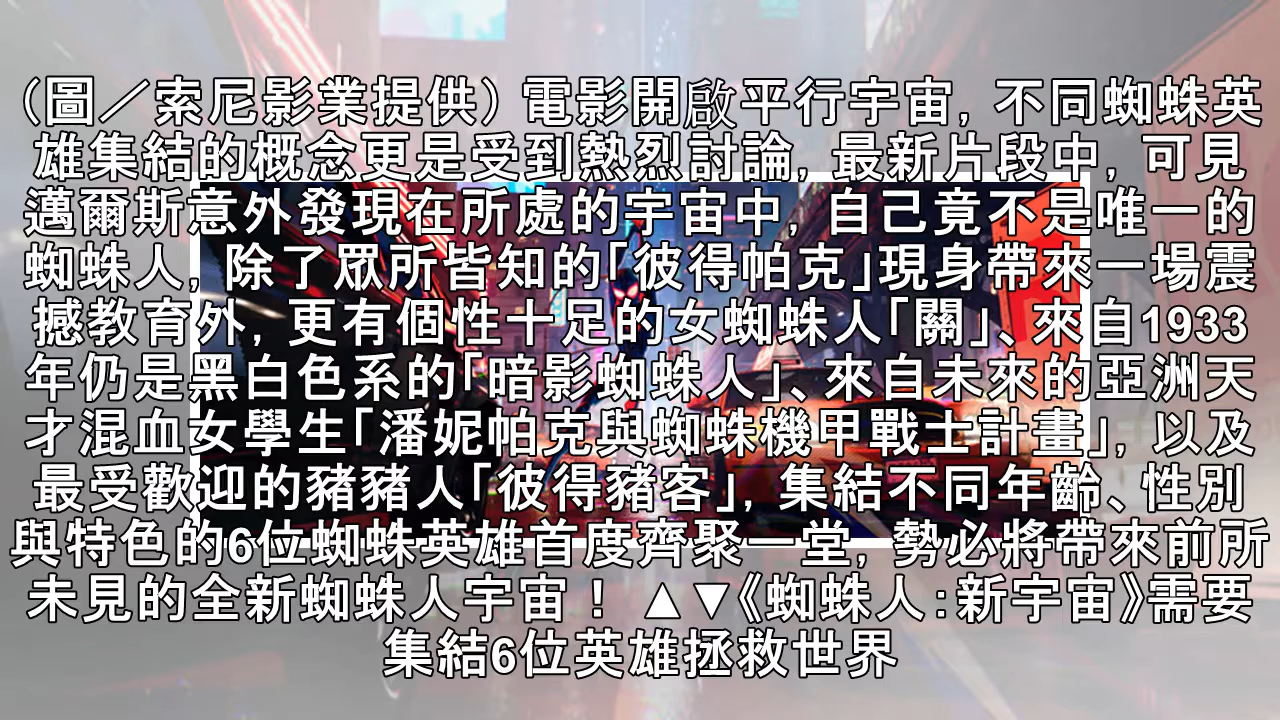 (圖／索尼影業提供) 電影開啟平行宇宙, 不同蜘蛛英
雄集結的概念更是受到熱烈討論, 最新片段中, 可見
邁爾斯意外發現在所處的宇宙中, 自己竟不是唯一的
蜘蛛人, 除了眾所皆知的「彼得帕克」現身帶來一場震
撼教育外, 更有個性十足的女蜘蛛人「關」、來自1933
年仍是黑白色系的「暗影蜘蛛人」、來自未來的亞洲天
才混血女學生「潘妮帕克與蜘蛛機甲戰士計畫」, 以及
最受歡迎的豬豬人「彼得豬客」, 集結不同年齡、性別
與特色的6位蜘蛛英雄首度齊聚一堂, 勢必將帶來前所
未見的全新蜘蛛人宇宙！ ▲▼《蜘蛛人:新宇宙》需要
集結6位英雄拯救世界